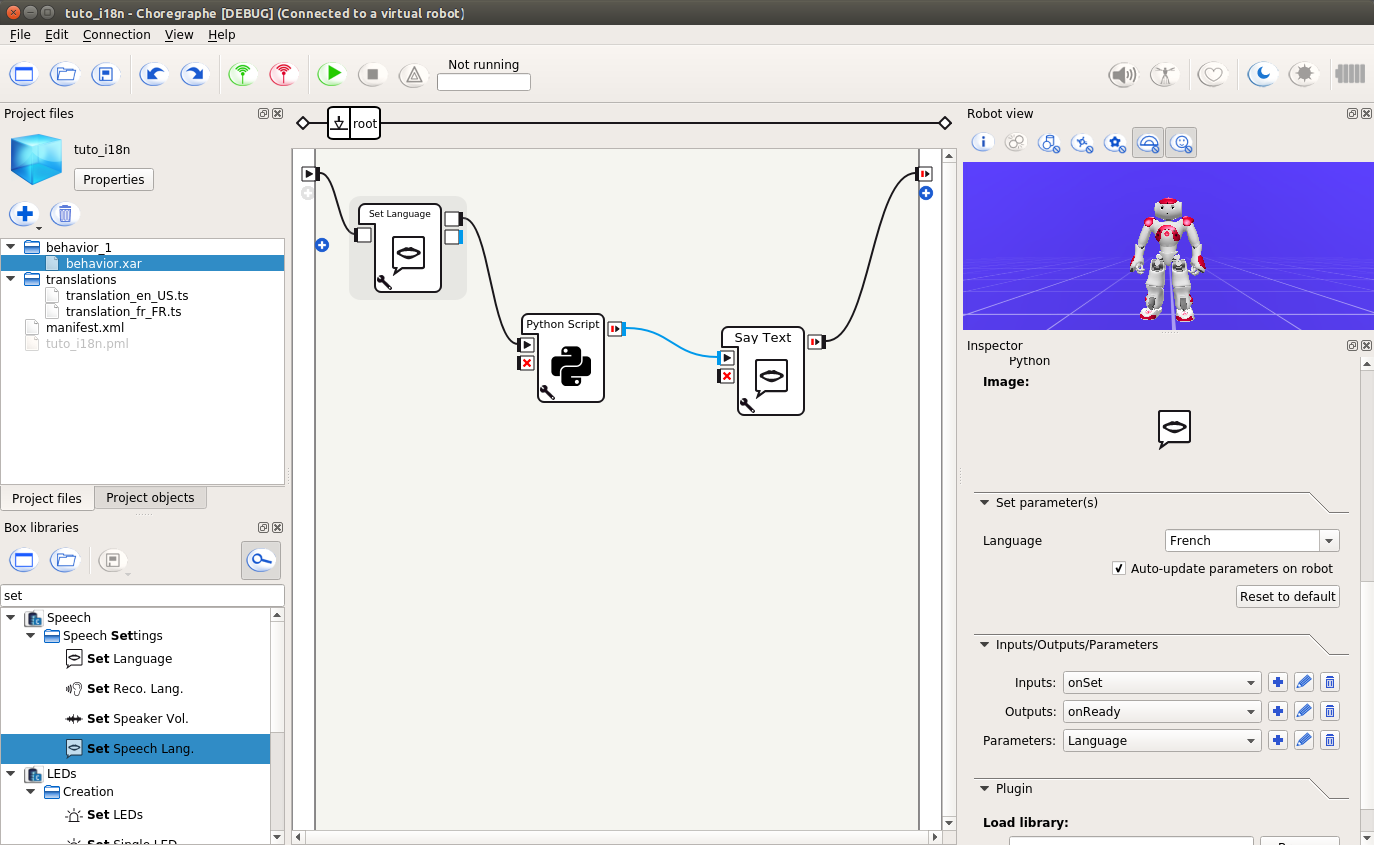 tuto_i18n - Choregraphe [DEBUG] (Connected to a virtual robot)
File Edit Connection View Help
Not running
Project files
tuto_i18n
Properties
behavior_1
behavior.xar
translations
translation_en_US.ts
translation_fr_FR.ts
manifest.xml
tuto_i18n.pml
Project files Project objects
Box libraries
set
Speech
Speech Settings
Set Language
Set Reco. Lang.
Set Speaker Vol.
Set Speech Lang.
LEDs
Creation
Set LEDs
Set Single LED
root
Set Language
Python Script
Say Text
Robot view
Inspector
Python
Image:
Set parameter(s)
Language French
Auto-update parameters on robot
Reset to default
Inputs/Outputs/Parameters
Inputs: onSet
Outputs: onReady
Parameters: Language
Plugin
Load library: